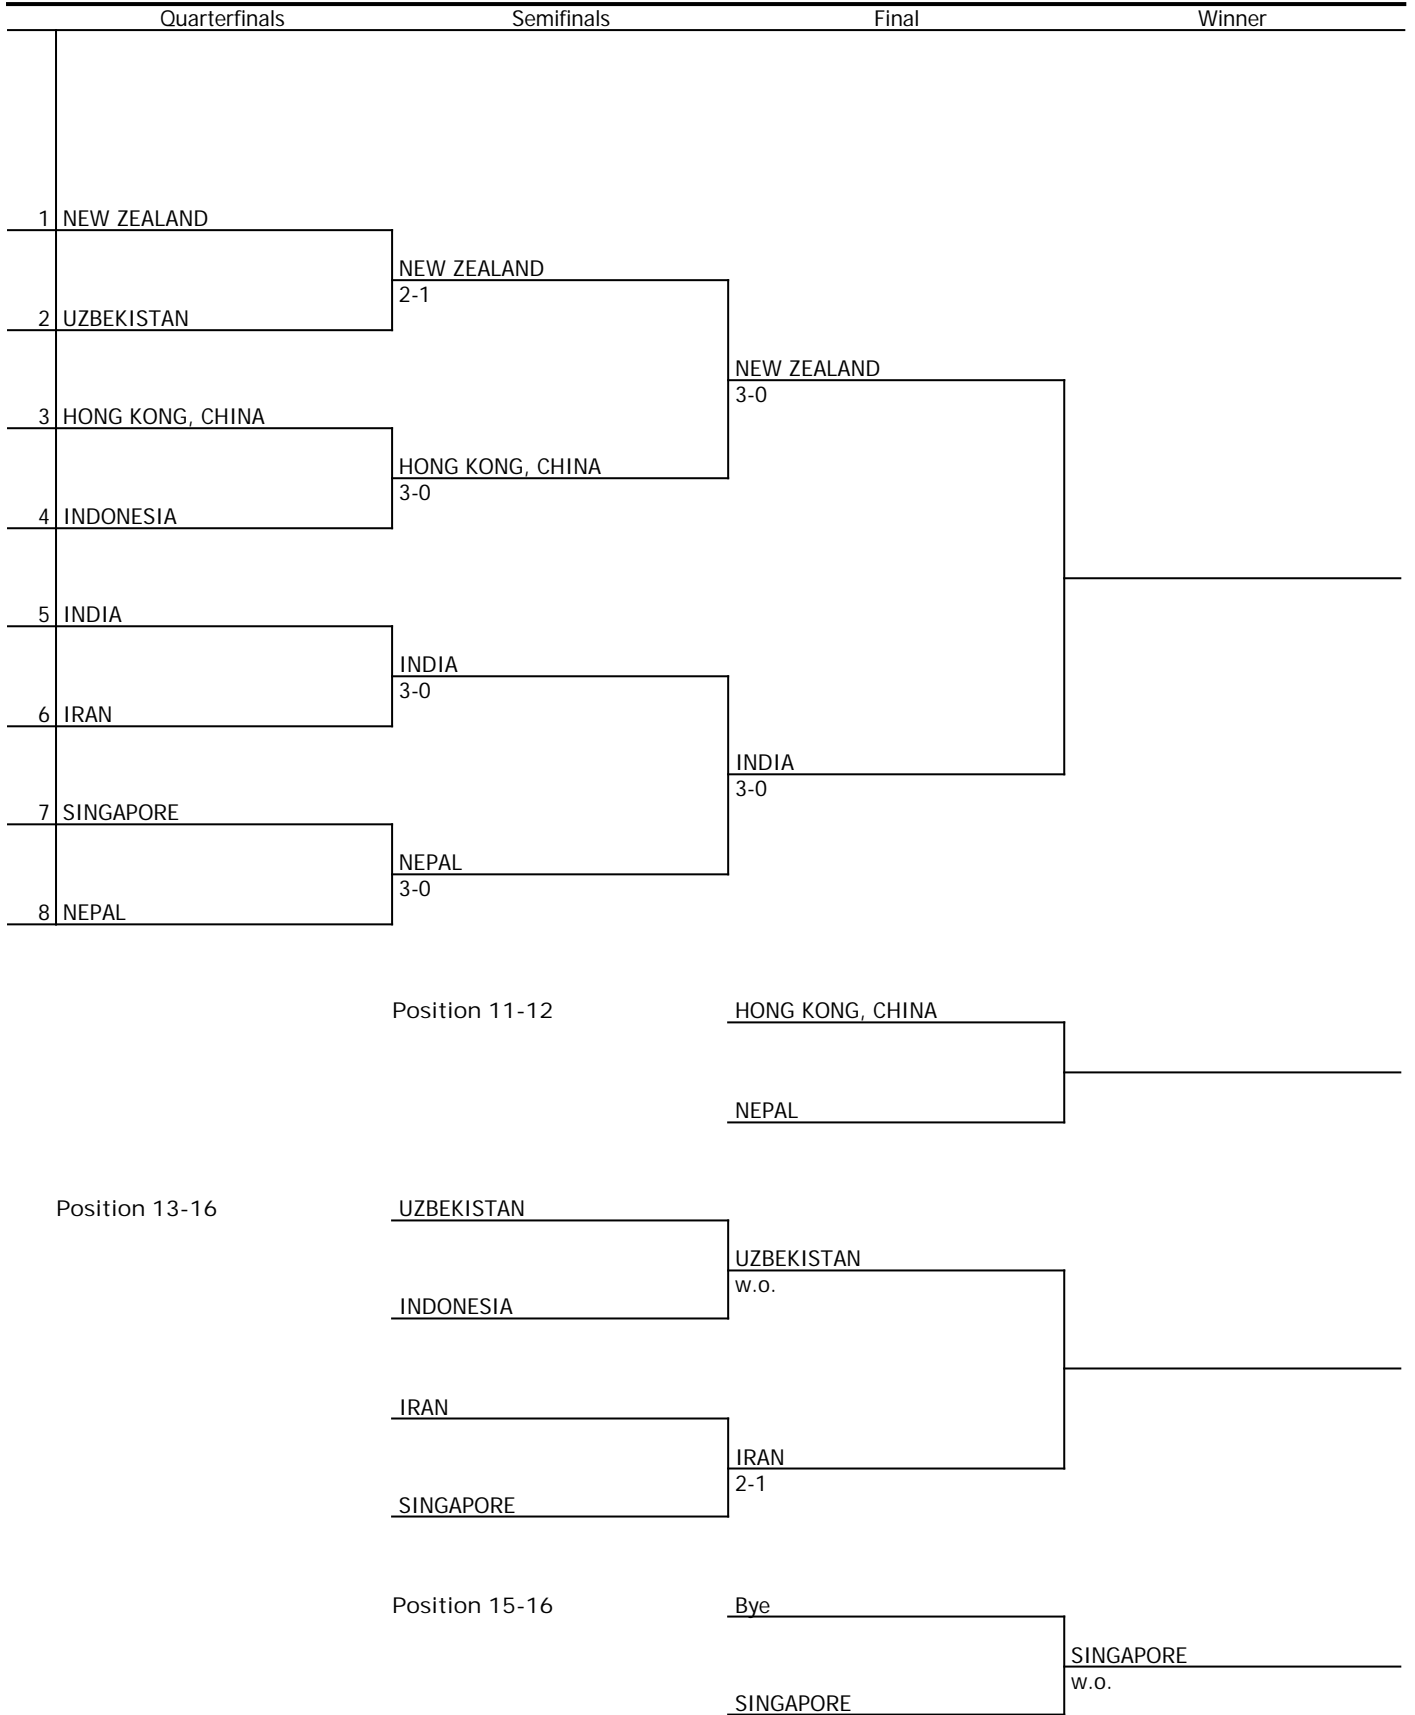 Quarterfinals Semifinals Final Winner
1 NEW ZEALAND
NEW ZEALAND
2-1
2 UZBEKISTAN
NEW ZEALAND
3-0
3 HONG KONG, CHINA
HONG KONG, CHINA
3-0
4 INDONESIA
5 INDIA
INDIA
3-0
6 IRAN
INDIA
3-0
7 SINGAPORE
NEPAL
3-0
8 NEPAL
Position 11-12 HONG KONG, CHINA
NEPAL
Position 13-16 UZBEKISTAN
UZBEKISTAN
w.o.
INDONESIA
IRAN
IRAN
2-1
SINGAPORE
Position 15-16 Bye
SINGAPORE
w.o.
SINGAPORE